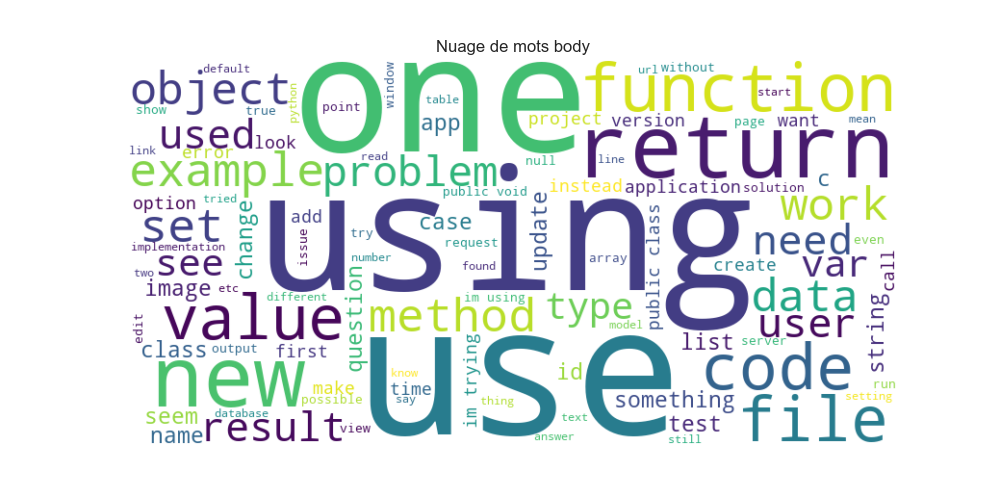 Nuage de mots body
default
show
object
true
python
point
one
window
table
app
function
url
without
start
project
version
page
want
mean
used
look
link
error
example
problem
read
null
line
return
public void
instead
application
solution
c
work
option
tried
set
change
add
issue
case
try
request
update
implementation
see
two
using
number
found
array
public class
need
create
even
var
call
image
etc
different
im using
type
model
data
value
question
method
user
string
edit
class
output
first
im trying
list
server
new
know
say
time
use
thing
id
code
run
setting
make
possible
something
seem
database
name
result
view
text
answer
test
still
file